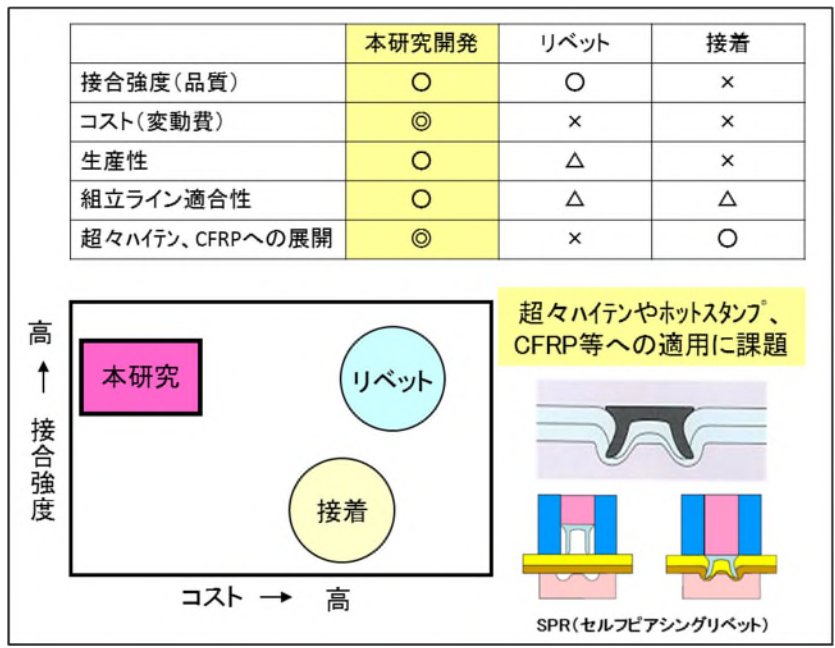 本研究開発 リベット 接着
接合強度(品質) ○ ○ ×
コスト(変動費) ◎ × ×
生産性 ○ △ ×
組立ライン適合性 ○ △ △
超々ハイテン、CFRPへの展開 ◎ × ○
高
↑
接合強度
本研究
リベット
接着
コスト → 高
超々ハイテンやホットスタンプ、
CFRP等への適用に課題
SPR(セルフピアシングリベット)